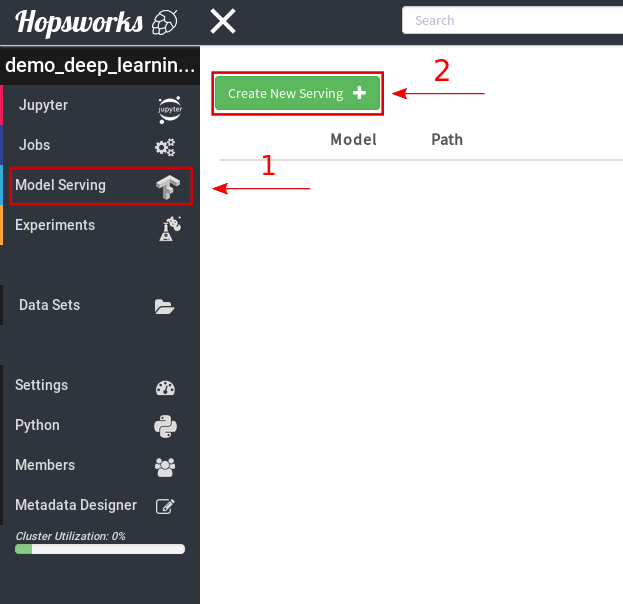 Hopsworks
Search
demo_deep_learnin...
Create New Serving
2
Jupyter
jupyter
Model
Path
Jobs
1
Model Serving
Experiments
Data Sets
Settings
Python
Members
Metadata Designer
Cluster Utilization: 0%